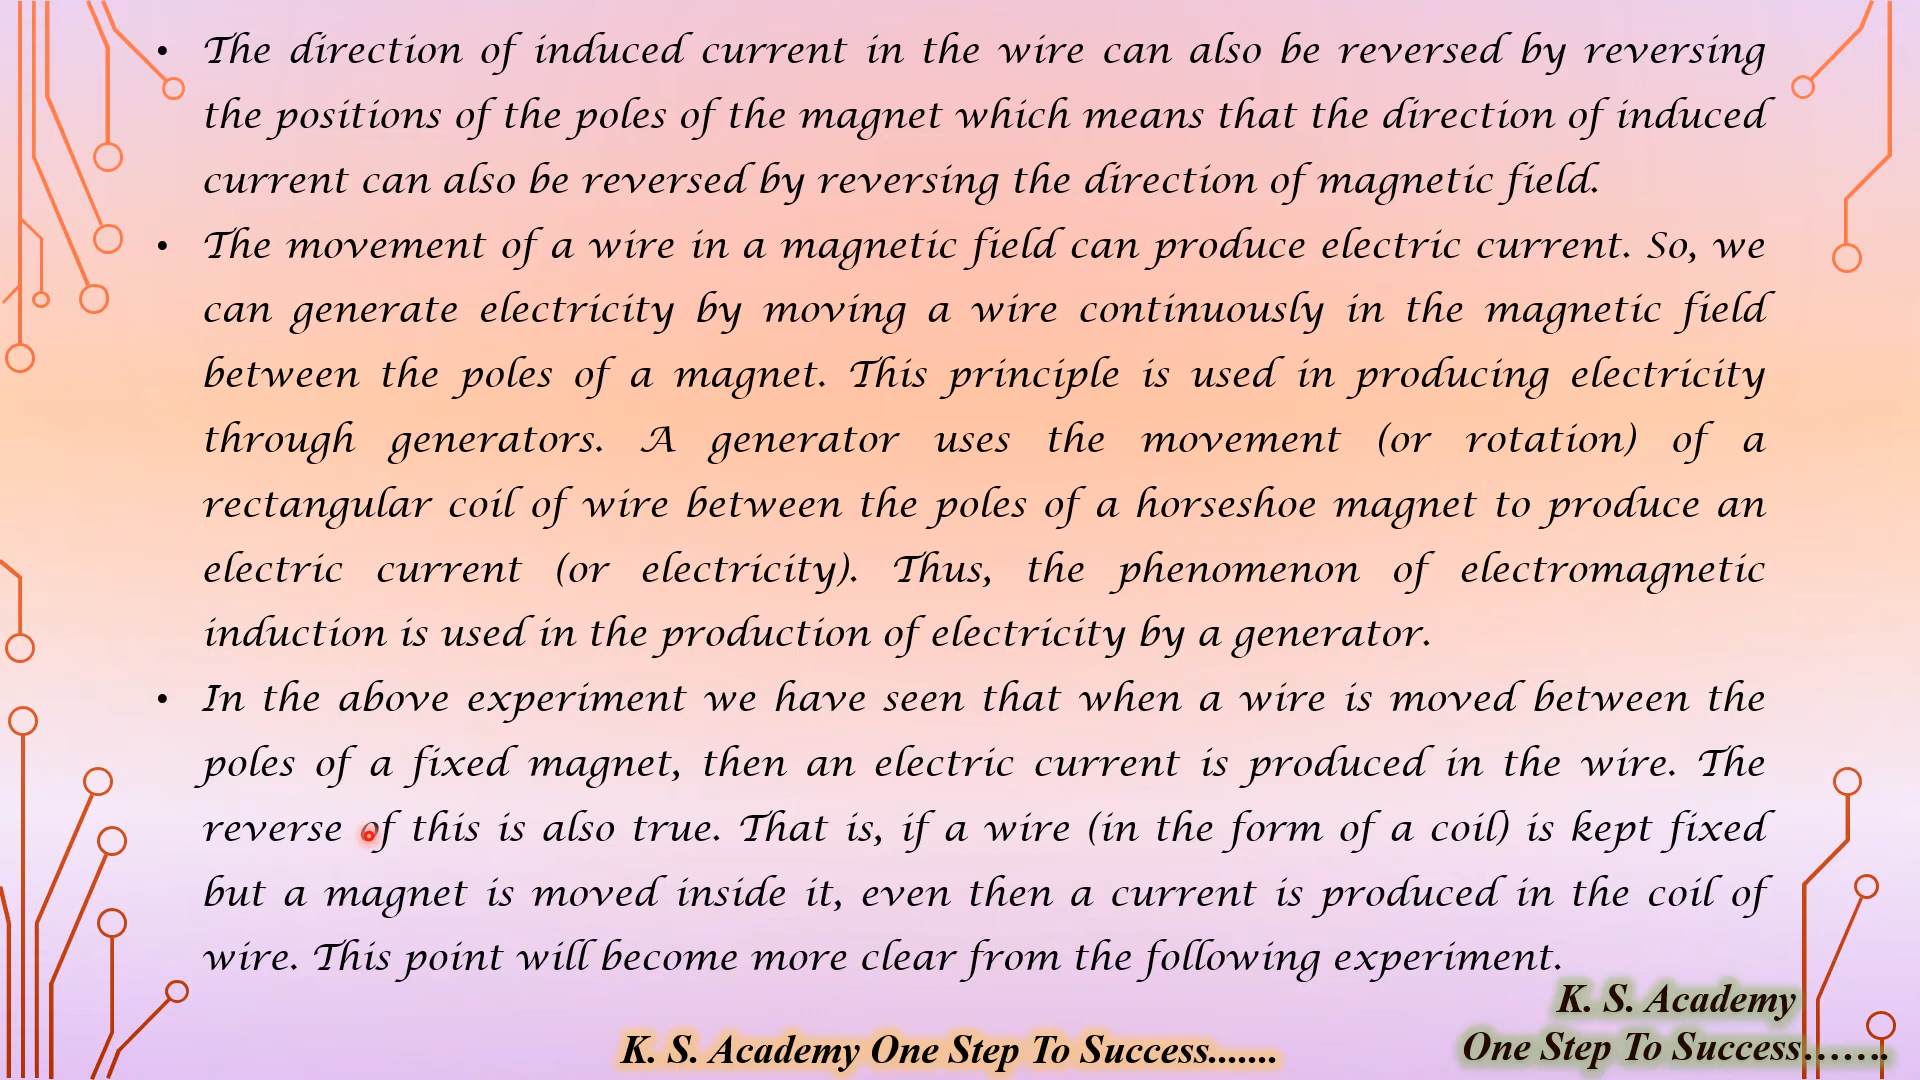 • The direction of induced current in the wire can also be reversed by reversing
the positions of the poles of the magnet which means that the direction of induced
current can also be reversed by reversing the direction of magnetic field.
• The movement of a wire in a magnetic field can produce electric current. So, we
can generate electricity by moving a wire continuously in the magnetic field
between the poles of a magnet. This principle is used in producing electricity
through generators. A generator uses the movement (or rotation) of a
rectangular coil of wire between the poles of a horseshoe magnet to produce an
electric current (or electricity). Thus, the phenomenon of electromagnetic
induction is used in the production of electricity by a generator.
• In the above experiment we have seen that when a wire is moved between the
poles of a fixed magnet, then an electric current is produced in the wire. The
reverse of this is also true. That is, if a wire (in the form of a coil) is kept fixed
but a magnet is moved inside it, even then a current is produced in the coil of
wire. This point will become more clear from the following experiment.
K. S. Academy
One Step To Success.......
K. S. Academy One Step To Success.......